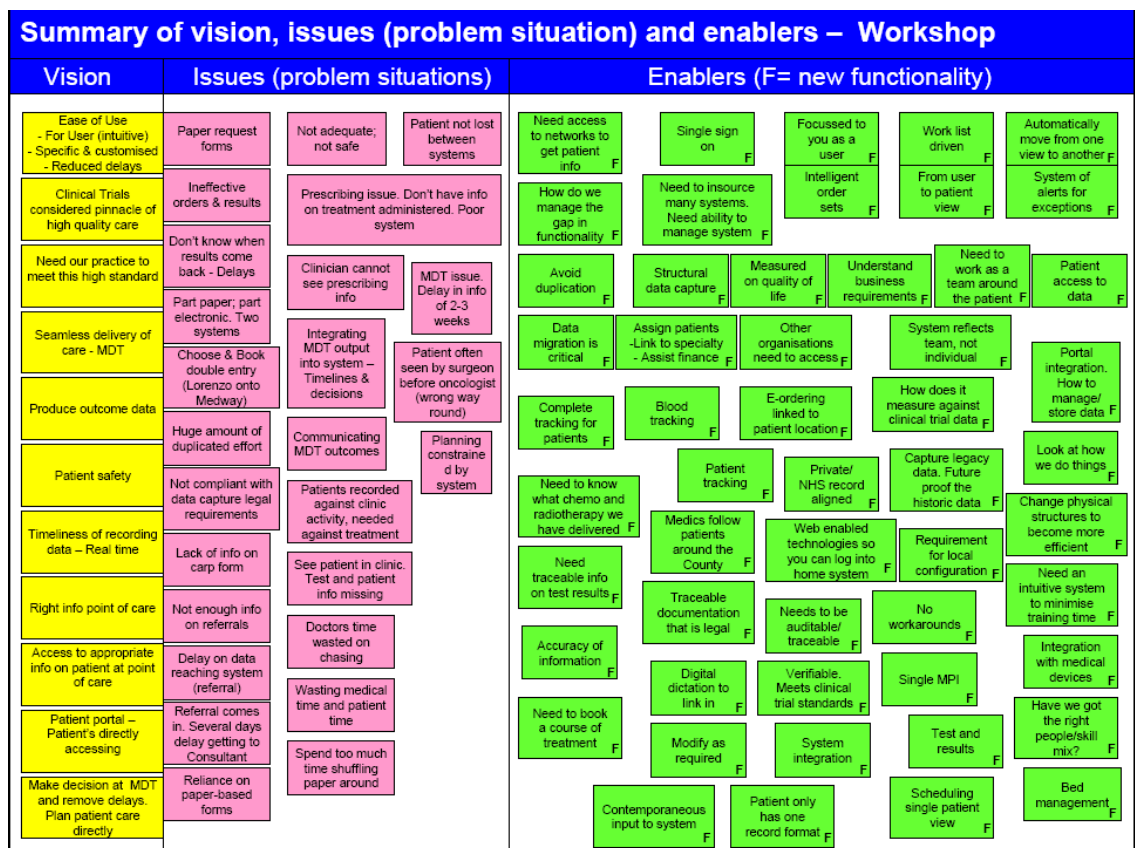 Summary of vision, issues (problem situation) and enablers – Workshop
Vision
Issues (problem situations)
Enablers (F= new functionality)
Ease of Use
- For User (intuitive)
- Specific & customised
- Reduced delays
Clinical Trials
considered pinnacle of
high quality care
Need our practice to
meet this high standard
Seamless delivery of
care - MDT
Produce outcome data
Patient safety
Timeliness of recording
data – Real time
Right info point of care
Access to appropriate
info on patient at point
of care
Patient portal –
Patient's directly
accessing
Make decision at MDT
and remove delays.
Plan patient care
directly
Paper request
forms
Ineffective
orders & results
Don't know when
results come
back - Delays
Part paper; part
electronic. Two
systems
Choose & Book
double entry
(Lorenzo onto
Medway)
Huge amount of
duplicated effort
Not compliant with
data capture legal
requirements
Lack of info on
carp form
Not enough info
on referrals
Delay on data
reaching system
(referral)
Referral comes
in. Several days
delay getting to
Consultant
Reliance on
paper-based
forms
Not adequate;
not safe
Patient not lost
between
systems
Prescribing issue. Don't have info
on treatment administered. Poor
system
Clinician cannot
see prescribing
info
MDT issue.
Delay in info
of 2-3
weeks
Integrating
MDT output
into system –
Timelines &
decisions
Patient often
seen by surgeon
before oncologist
(wrong way
round)
Communicating
MDT outcomes
Planning
constraine
d by
system
Patients recorded
against clinic
activity, needed
against treatment
See patient in clinic.
Test and patient
info missing
Doctors time
wasted on
chasing
Wasting medical
time and patient
time
Spend too much
time shuffling
paper around
Need access
to networks to
get patient
info F
Single sign
on F
Focussed to
you as a
user F
Work list
driven F
Automatically
move from one
view to another F
How do we
manage the
gap in
functionality F
Need to insource
many systems.
Need ability to
manage system F
Intelligent
order
sets F
From user
to patient
view F
System of
alerts for
exceptions F
Avoid
duplication F
Structural
data capture F
Measured
on quality of
life F
Understand
business
requirements F
Need to
work as a
team around
the patient F
Patient
access to
data F
Data
migration is
critical F
Assign patients
-Link to specialty
- Assist finance F
Other
organisations
need to access F
System reflects
team, not
individual F
Portal
integration.
How to
manage/
store data F
Complete
tracking for
patients F
Blood
tracking F
E-ordering
linked to
patient location F
How does it
measure against
clinical trial data F
Look at how
we do things F
Need to know
what chemo and
radiotherapy we
have delivered F
Patient
tracking F
Private/
NHS record
aligned F
Capture legacy
data. Future
proof the
historic data F
Change physical
structures to
become more
efficient F
Medics follow
patients
around the
County F
Web enabled
technologies so
you can log into
home system F
Requirement
for local
configuration F
Need
traceable info
on test results F
Need an
intuitive system
to minimise
training time F
Traceable
documentation
that is legal F
Needs to be
auditable/
traceable F
No
workarounds F
Accuracy of
information F
Integration
with medical
devices F
Digital
dictation to
link in F
Verifiable.
Meets clinical
trial standards F
Single MPI
F
Need to book
a course of
treatment F
Modify as
required F
System
integration F
Test and
results F
Have we got
the right
people/skill
mix? F
Contemporaneous
input to system F
Patient only
has one
record format F
Scheduling
single patient
view F
Bed
management F